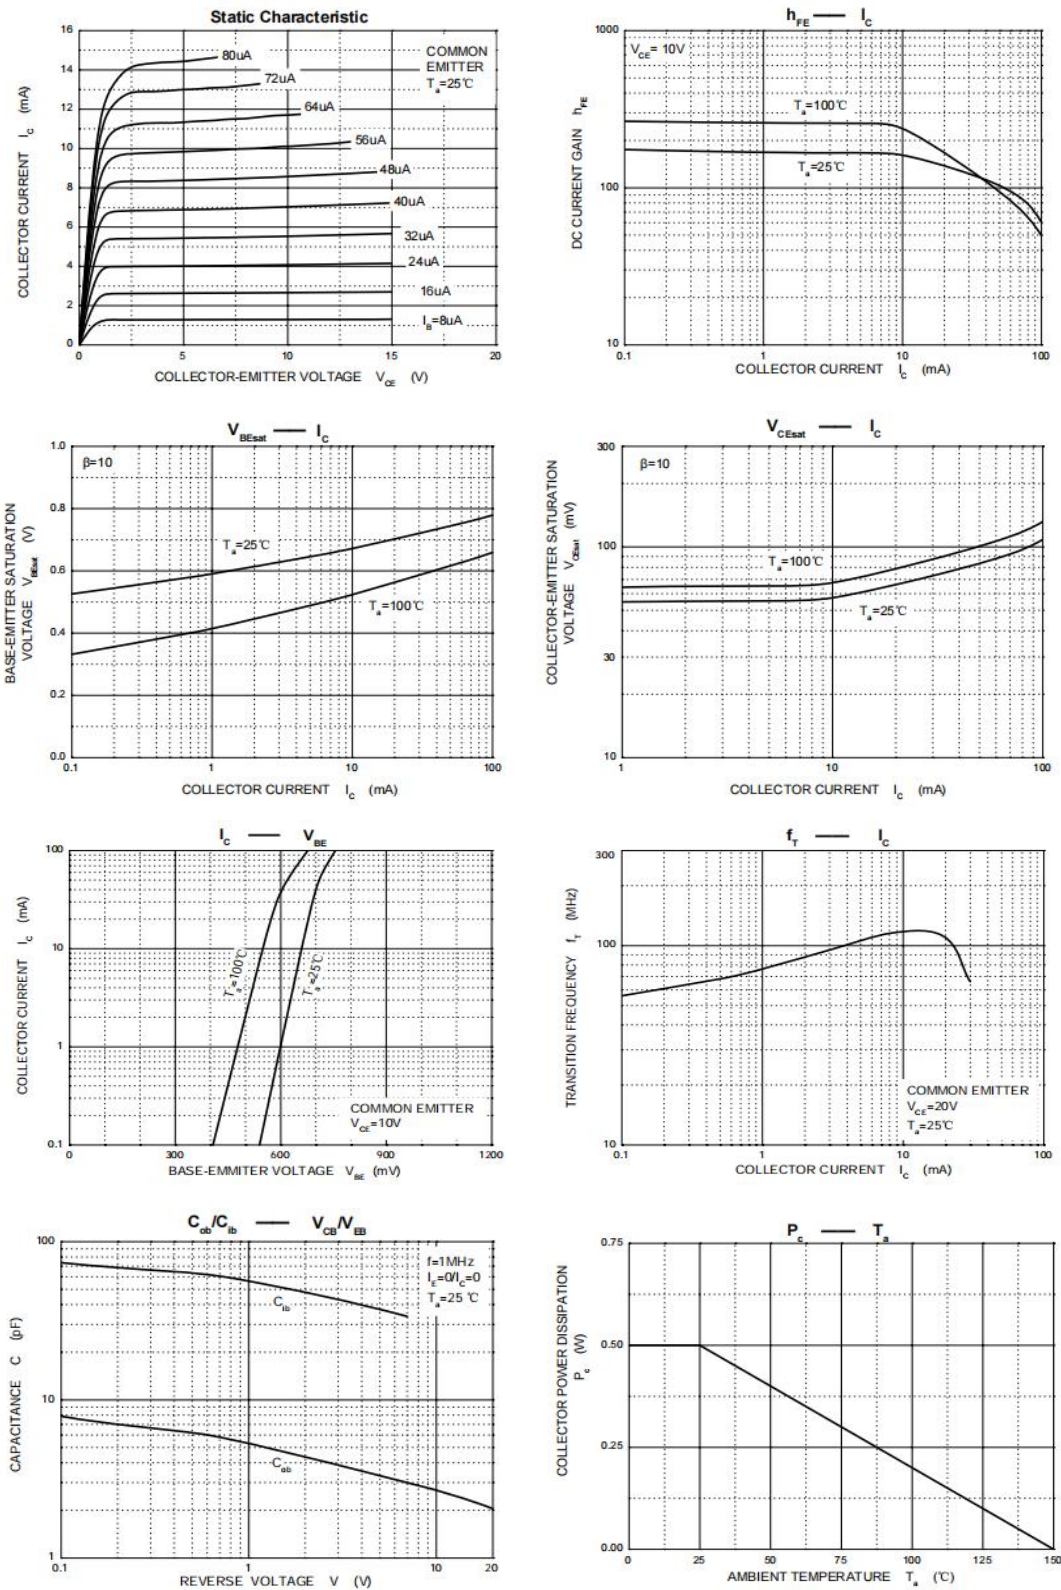 Static Characteristic
COLLECTOR CURRENT I_C (mA)
16
14
12
10
8
6
4
2
0
80uA
72uA
64uA
56uA
48uA
40uA
32uA
24uA
16uA
I_B=8uA
COMMON
EMITTER
T_a=25℃
0
5
10
15
20
COLLECTOR-EMITTER VOLTAGE V_CE (V)
h_FE —— I_C
DC CURRENT GAIN h_FE
1000
100
10
V_CE= 10V
T_a=100℃
T_a=25℃
0.1
1
10
100
COLLECTOR CURRENT I_C (mA)
V_BEsat —— I_C
BASE-EMITTER SATURATION
VOLTAGE V_BEsat (V)
1.0
0.8
0.6
0.4
0.2
0.0
β=10
T_a=25℃
T_a=100℃
0.1
1
10
100
COLLECTOR CURRENT I_C (mA)
V_CEsat —— I_C
COLLECTOR-EMITTER SATURATION
VOLTAGE V_CEsat (mV)
300
100
30
10
β=10
T_a=100℃
T_a=25℃
1
10
100
COLLECTOR CURRENT I_C (mA)
I_C —— V_BE
COLLECTOR CURRENT I_C (mA)
100
10
1
0.1
T_a=100℃
T_a=25℃
COMMON EMITTER
V_CE=10V
0
300
600
900
1200
BASE-EMMITER VOLTAGE V_BE (mV)
f_T —— I_C
TRANSITION FREQUENCY f_T (MHz)
300
100
10
COMMON EMITTER
V_CE=20V
T_a=25℃
0.1
1
10
100
COLLECTOR CURRENT I_C (mA)
C_ob/C_ib —— V_CB/V_EB
CAPACITANCE C (pF)
100
10
1
f=1MHz
I_E=0/I_C=0
T_a=25 ℃
C_ib
C_ob
0.1
1
10
20
REVERSE VOLTAGE V (V)
P_c —— T_a
COLLECTOR POWER DISSIPATION
P_c (W)
0.75
0.50
0.25
0.00
0
25
50
75
100
125
150
AMBIENT TEMPERATURE T_a (℃)